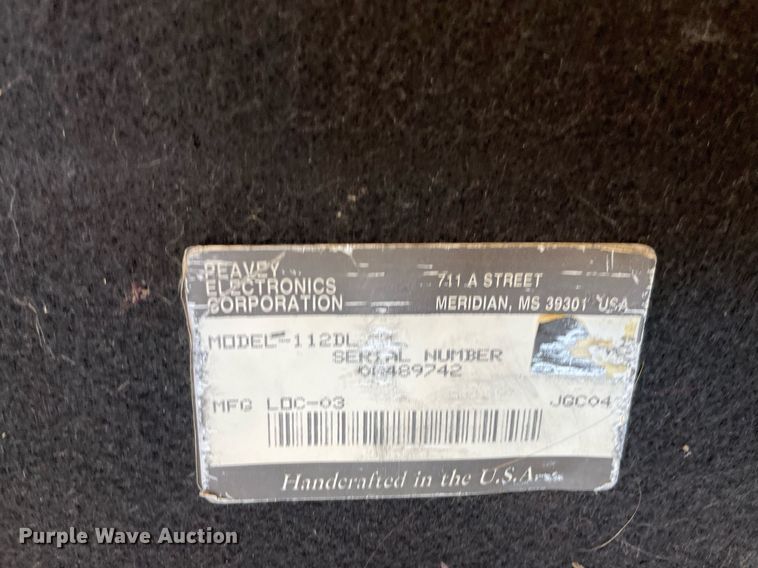 PEAVEY
ELECTRONICS
CORPORATION
711 A STREET
MERIDIAN, MS 39301 USA
MODEL-112DL
SERIAL NUMBER
489742
MFG LOC-03
JGC04
Handcrafted in the U.S.A.
Purple Wave Auction